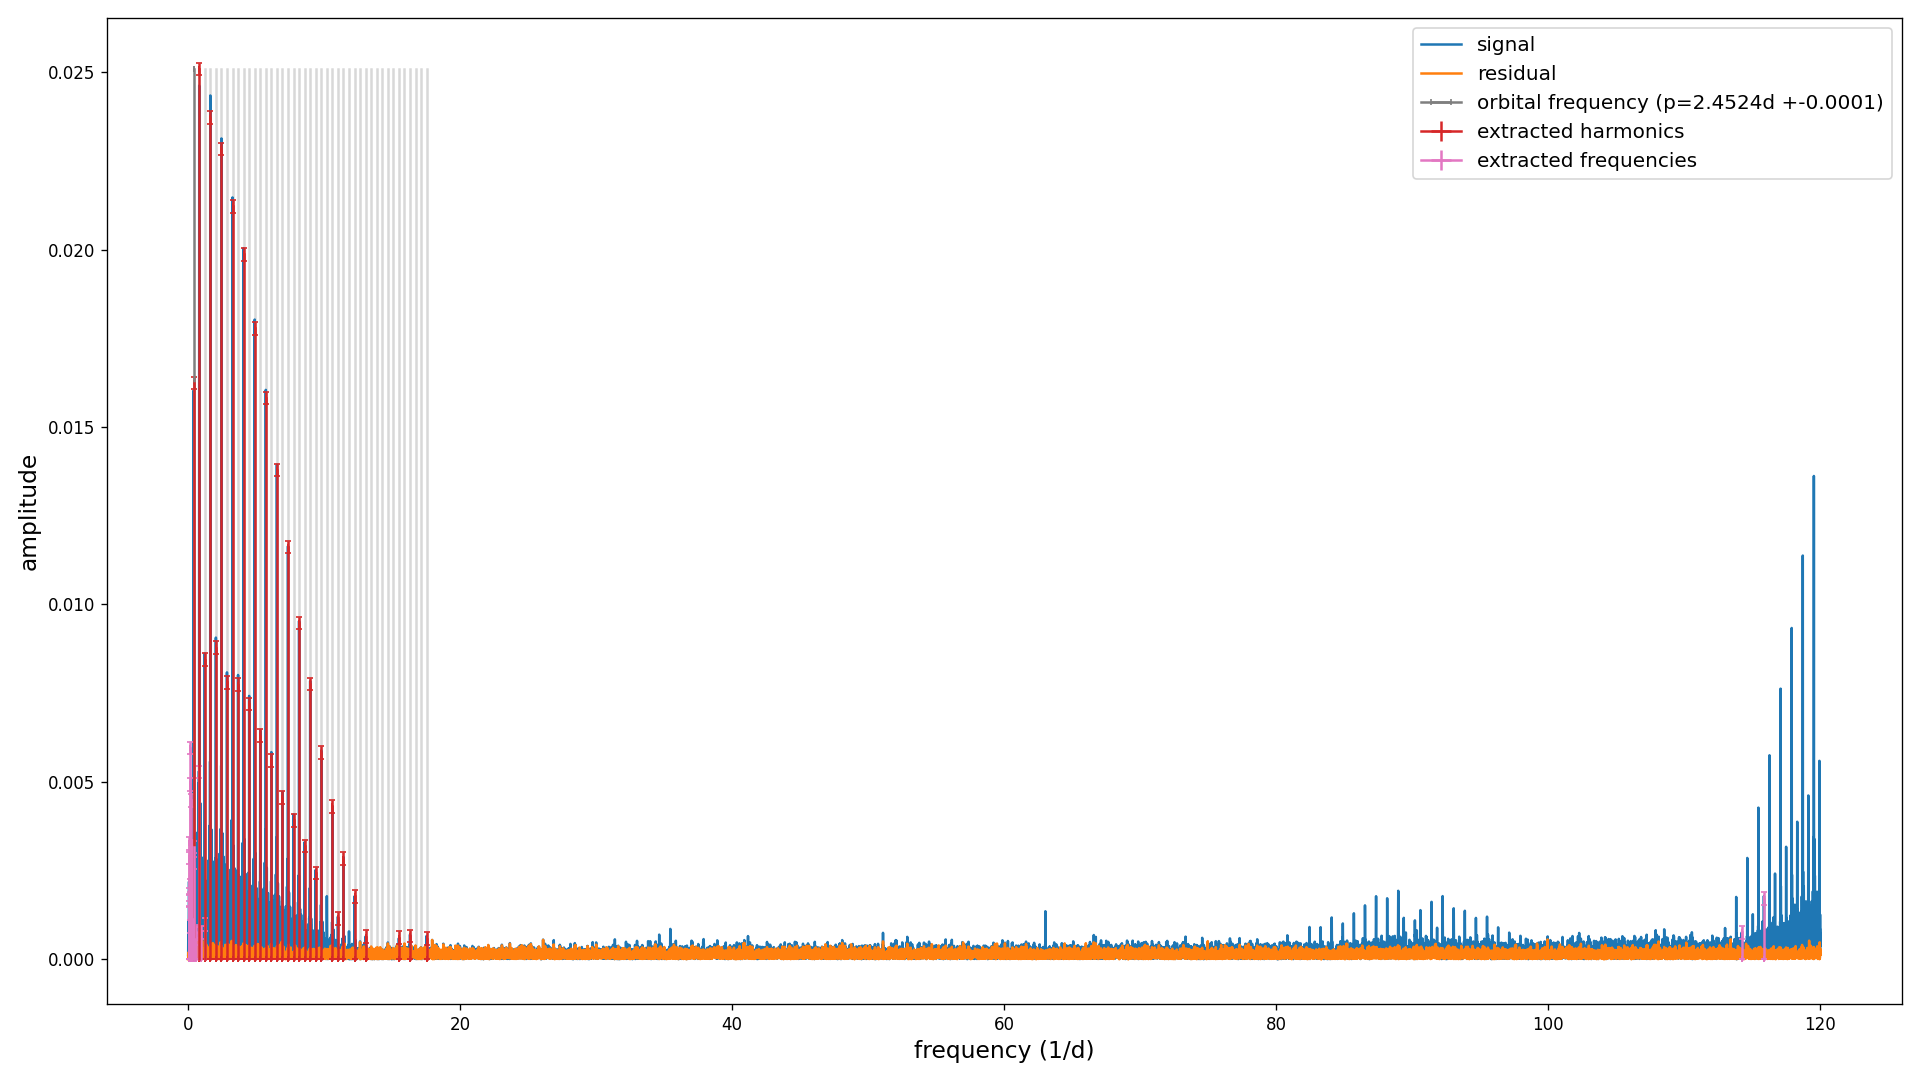 signal
residual
orbital frequency (p=2.4524d +-0.0001)
extracted harmonics
extracted frequencies
amplitude
0.025
0.020
0.015
0.010
0.005
0.000
0 20 40 60 80 100 120
frequency (1/d)